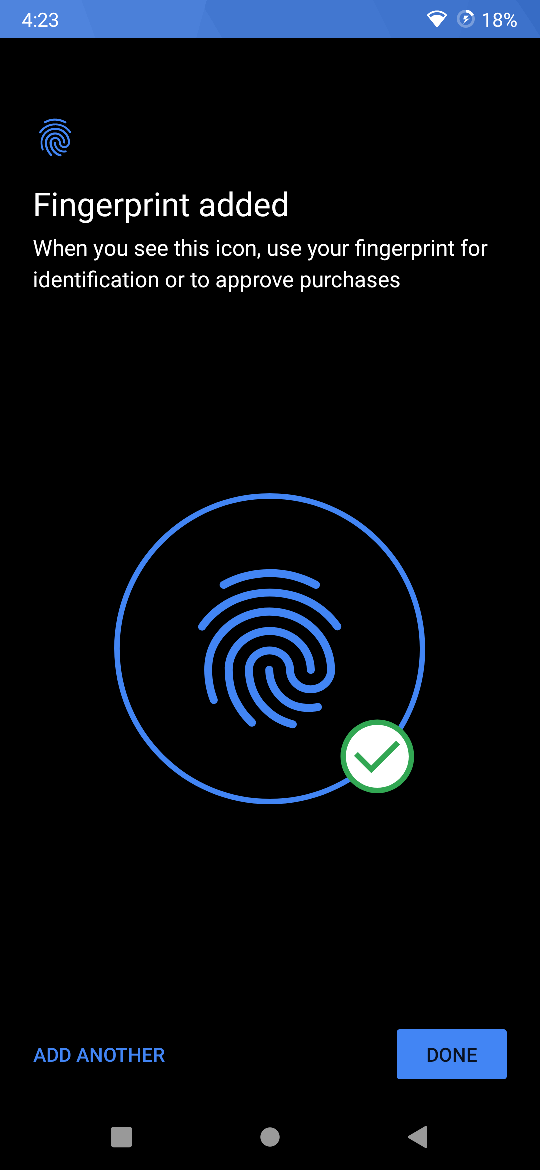 4:23 18%
Fingerprint added
When you see this icon, use your fingerprint for
identification or to approve purchases
ADD ANOTHER DONE